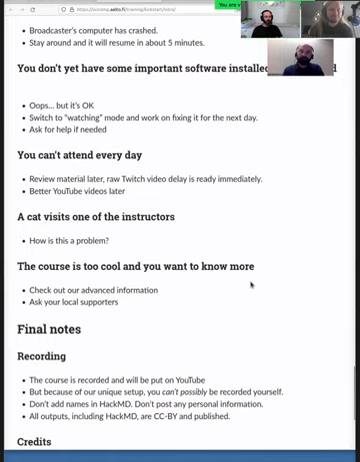 https://scicomp.aalto.fi/training/kickstart/intro/
You are v
Broadcaster's computer has crashed.
Stay around and it will resume in about 5 minutes.
You don't yet have some important software installe
Oops... but it's OK
Switch to "watching" mode and work on fixing it for the next day.
Ask for help if needed
You can't attend every day
Review material later, raw Twitch video delay is ready immediately.
Better YouTube videos later
A cat visits one of the instructors
How is this a problem?
The course is too cool and you want to know more
Check out our advanced information
Ask your local supporters
Final notes
Recording
The course is recorded and will be put on YouTube
But because of our unique setup, you can't possibly be recorded yourself.
Don't add names in HackMD. Don't post any personal information.
All outputs, including HackMD, are CC-BY and published.
Credits